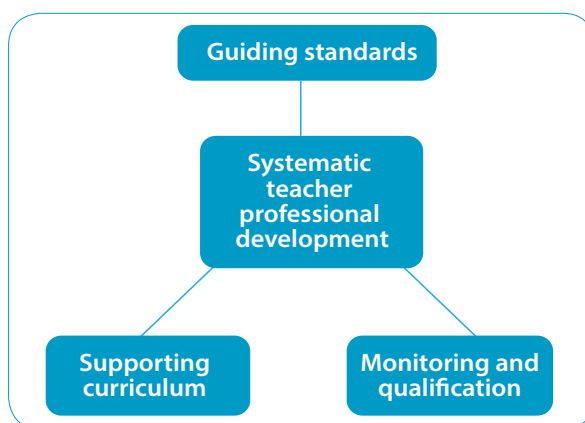 Guiding standards
Systematic
teacher
professional
development
Supporting
curriculum
Monitoring and
qualification